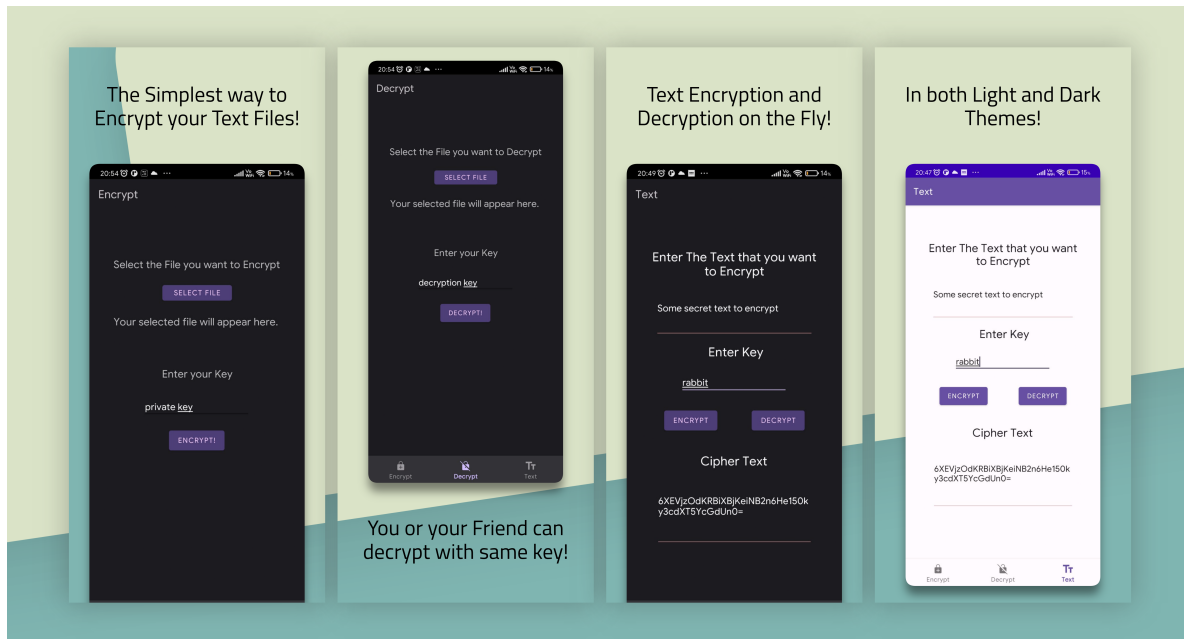 The Simplest way to
Encrypt your Text Files!
20:54
14%
Encrypt
Select the File you want to Encrypt
SELECT FILE
Your selected file will appear here.
Enter your Key
private key
ENCRYPT!
20:54
14%
Decrypt
Select the File you want to Decrypt
SELECT FILE
Your selected file will appear here.
Enter your Key
decryption key
DECRYPT!
Encrypt Decrypt Text
You or your Friend can
decrypt with same key!
Text Encryption and
Decryption on the Fly!
20:49
14%
Text
Enter The Text that you want
to Encrypt
Some secret text to encrypt
Enter Key
rabbit
ENCRYPT DECRYPT
Cipher Text
6XEVjzOdKRBiXBjKeiNB2n6He150k
y3cdXT5YcGdUn0=
In both Light and Dark
Themes!
20:47
15%
Text
Enter The Text that you want
to Encrypt
Some secret text to encrypt
Enter Key
rabbit
ENCRYPT DECRYPT
Cipher Text
6XEVjzOdKRBiXBjKeiNB2n6He150k
y3cdXT5YcGdUn0=
Encrypt Decrypt Text